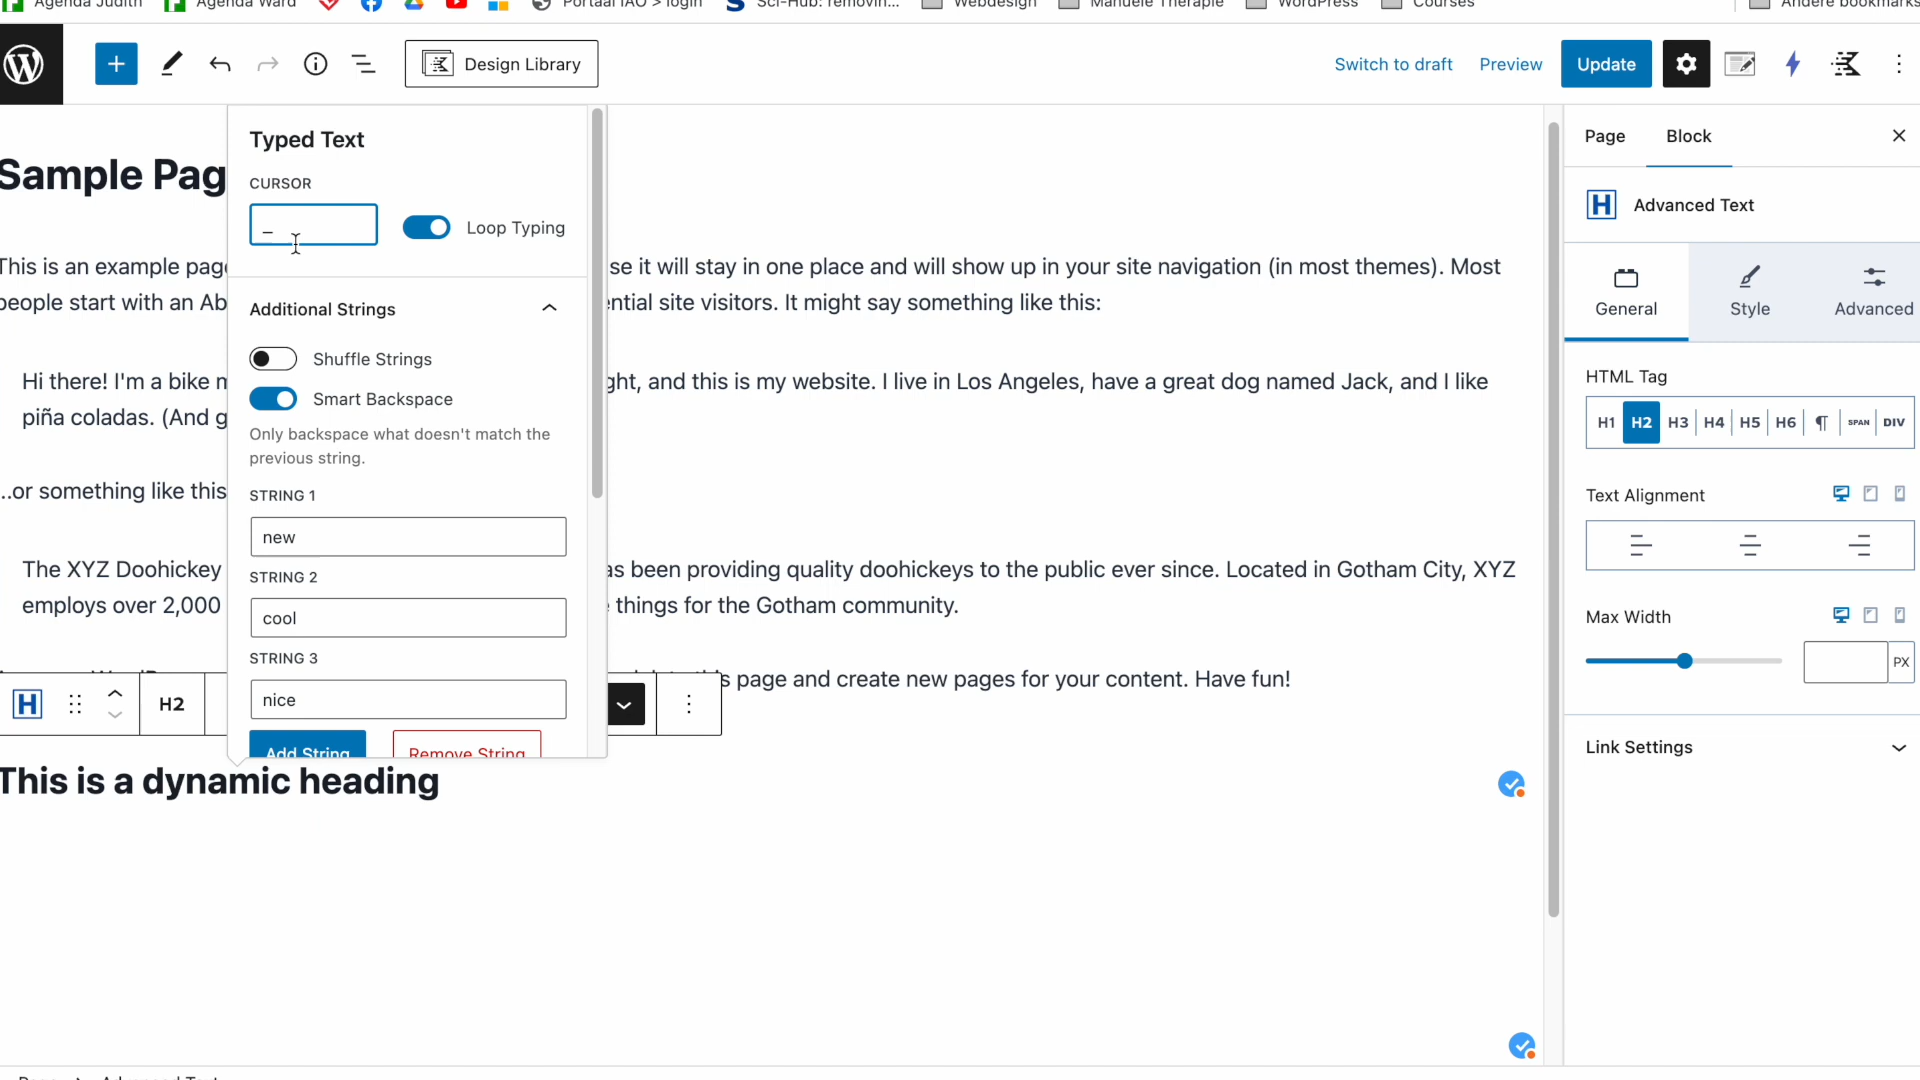 Agenda Judith Agenda Ward Portaal IAO > login Sci-Hub: removin... Webdesign Manuele Therapie WordPress Courses Andere bookmarks
Design Library Switch to draft Preview Update
Typed Text
CURSOR
_
Loop Typing
Additional Strings
Shuffle Strings
Smart Backspace
Only backspace what doesn't match the
previous string.
STRING 1
new
STRING 2
cool
STRING 3
nice
Add String Remove String
Sample Pag
This is an example pag se it will stay in one place and will show up in your site navigation (in most themes). Most
people start with an Ab ential site visitors. It might say something like this:
Hi there! I'm a bike m ght, and this is my website. I live in Los Angeles, have a great dog named Jack, and I like
piña coladas. (And g
...or something like this
The XYZ Doohickey as been providing quality doohickeys to the public ever since. Located in Gotham City, XYZ
employs over 2,000 things for the Gotham community.
this page and create new pages for your content. Have fun!
H H2
This is a dynamic heading
Page Block
H Advanced Text
General Style Advanced
HTML Tag
H1 H2 H3 H4 H5 H6 ¶ SPAN DIV
Text Alignment
Max Width
PX
Link Settings
Page Advanced Text